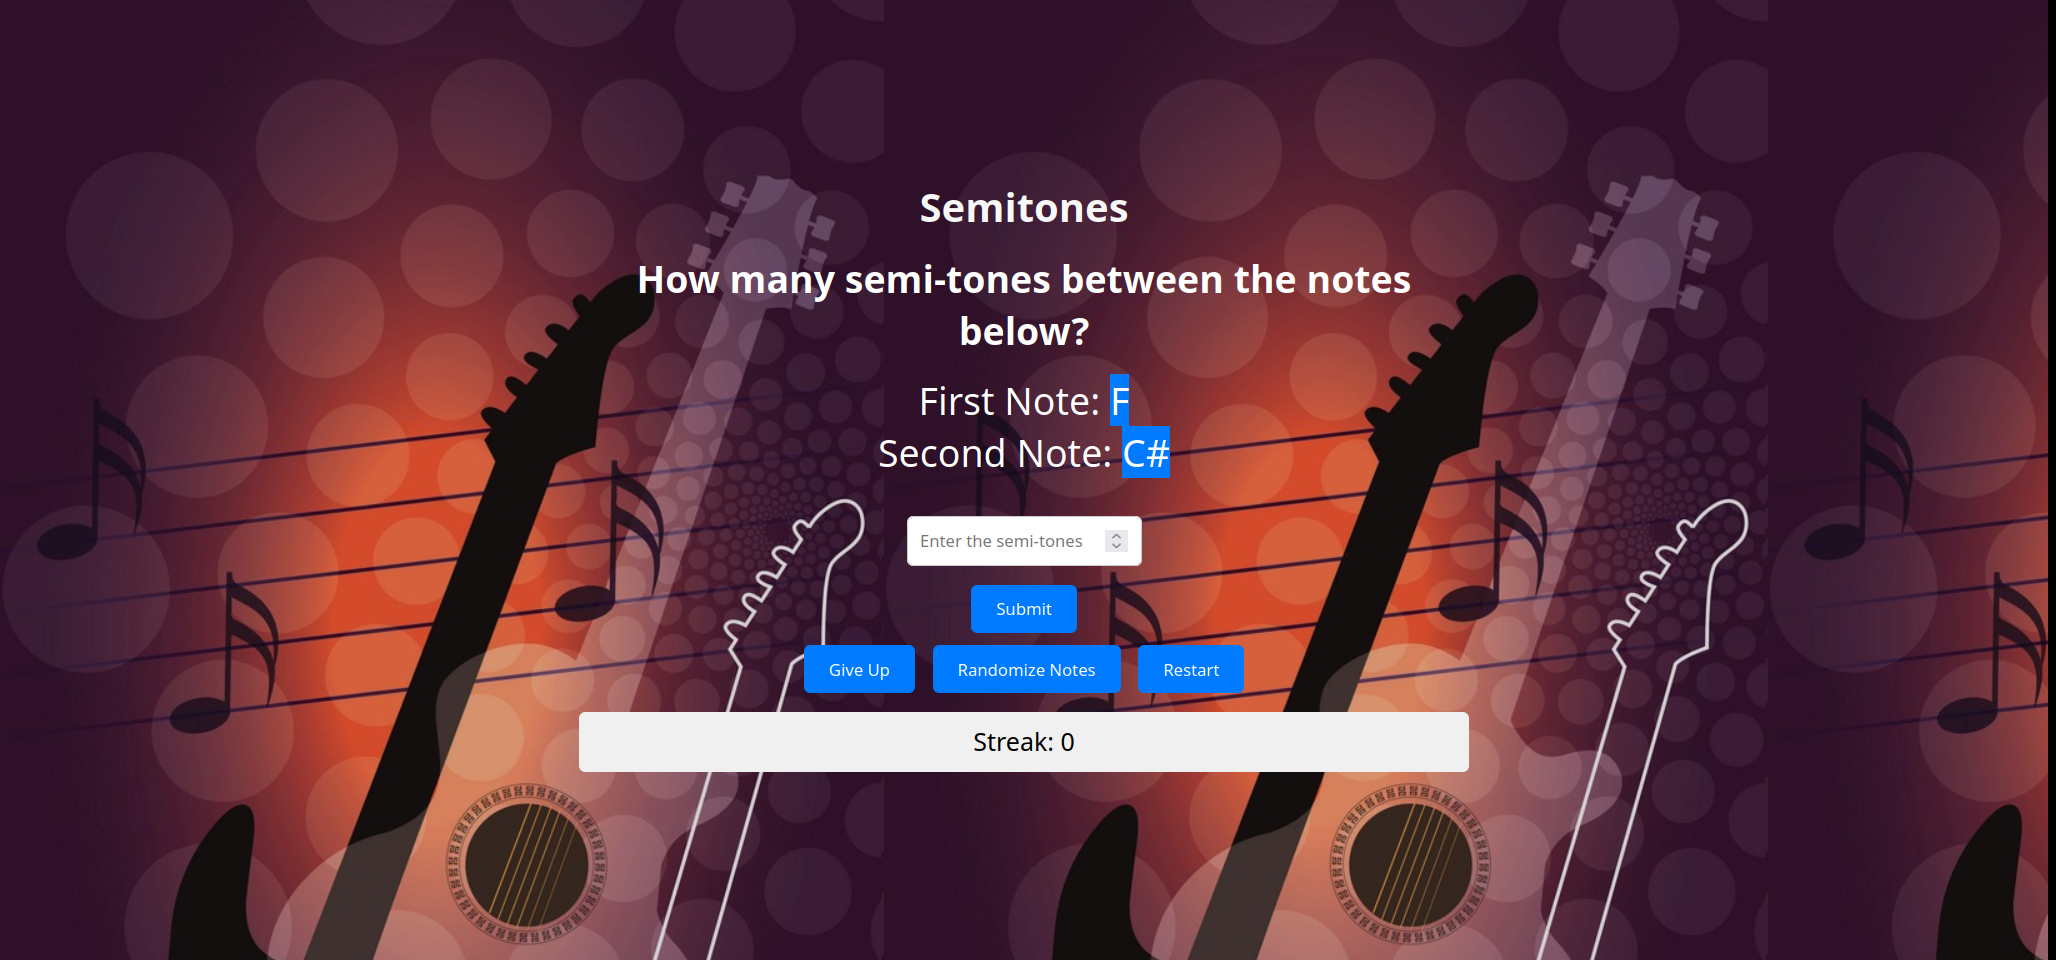 Semitones
How many semi-tones between the notes
below?
First Note: F
Second Note: C#
Enter the semi-tones
Submit
Give Up
Randomize Notes
Restart
Streak: 0